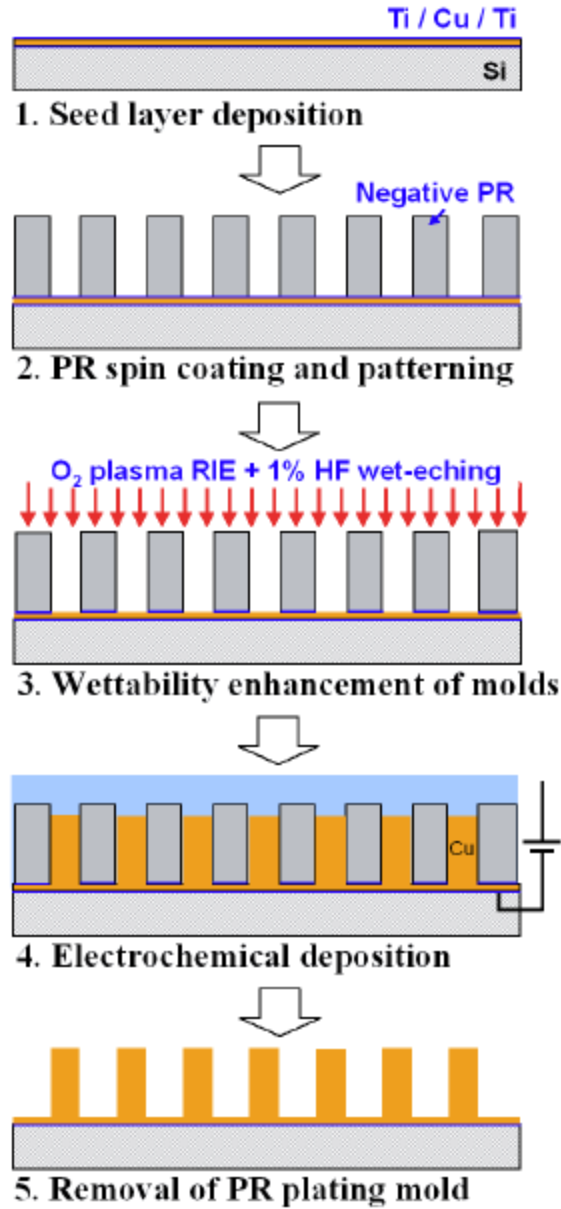 Ti / Cu / Ti
Si
1. Seed layer deposition
Negative PR
2. PR spin coating and patterning
O₂ plasma RIE + 1% HF wet-eching
3. Wettability enhancement of molds
Cu
4. Electrochemical deposition
5. Removal of PR plating mold